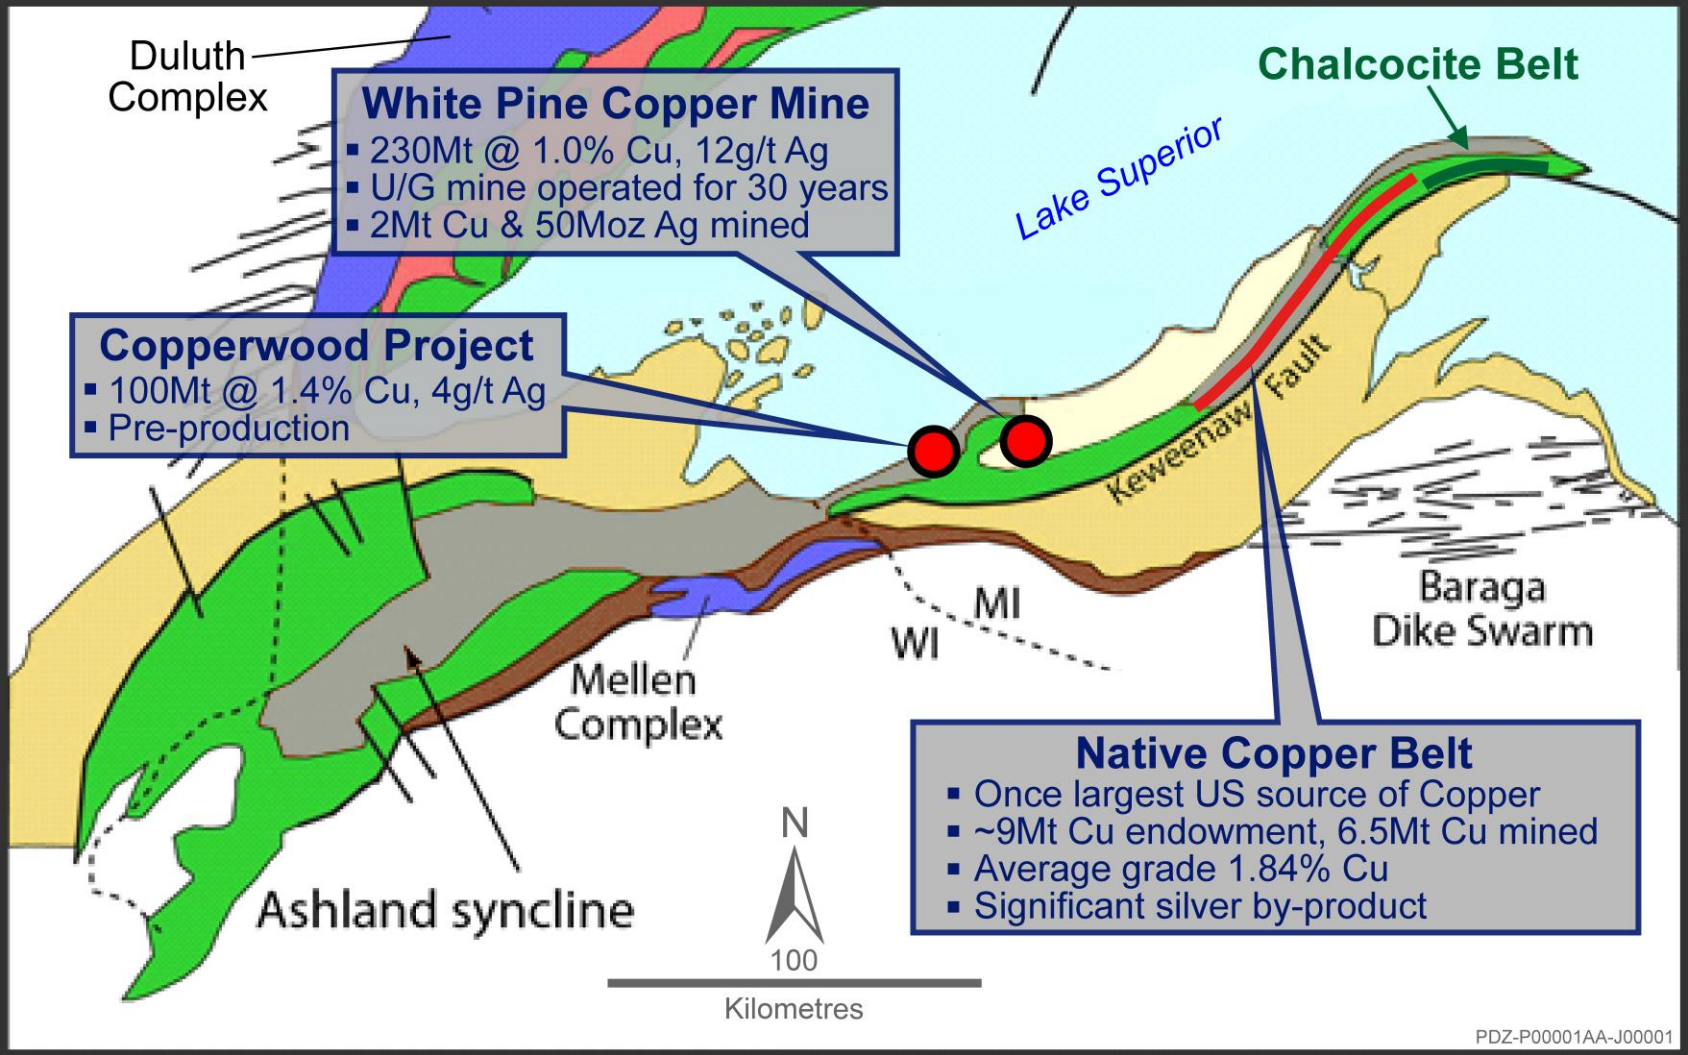 Duluth
Complex
White Pine Copper Mine
▪ 230Mt @ 1.0% Cu, 12g/t Ag
▪ U/G mine operated for 30 years
▪ 2Mt Cu & 50Moz Ag mined
Chalcocite Belt
Lake Superior
Copperwood Project
▪ 100Mt @ 1.4% Cu, 4g/t Ag
▪ Pre-production
Keweenaw Fault
MI
WI
Baraga
Dike Swarm
Mellen
Complex
Native Copper Belt
▪ Once largest US source of Copper
▪ ~9Mt Cu endowment, 6.5Mt Cu mined
▪ Average grade 1.84% Cu
▪ Significant silver by-product
Ashland syncline
N
100
Kilometres
PDZ-P00001AA-J00001